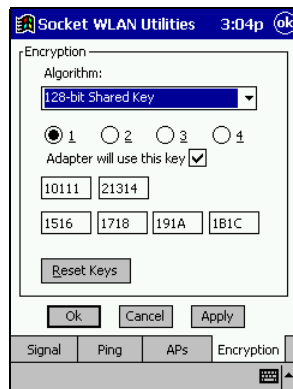 Socket WLAN Utilities 3:04p ok
Encryption
Algorithm:
128-bit Shared Key
1 2 3 4
Adapter will use this key
10111 21314
1516 1718 191A 1B1C
Reset Keys
Ok Cancel Apply
Signal Ping APs Encryption